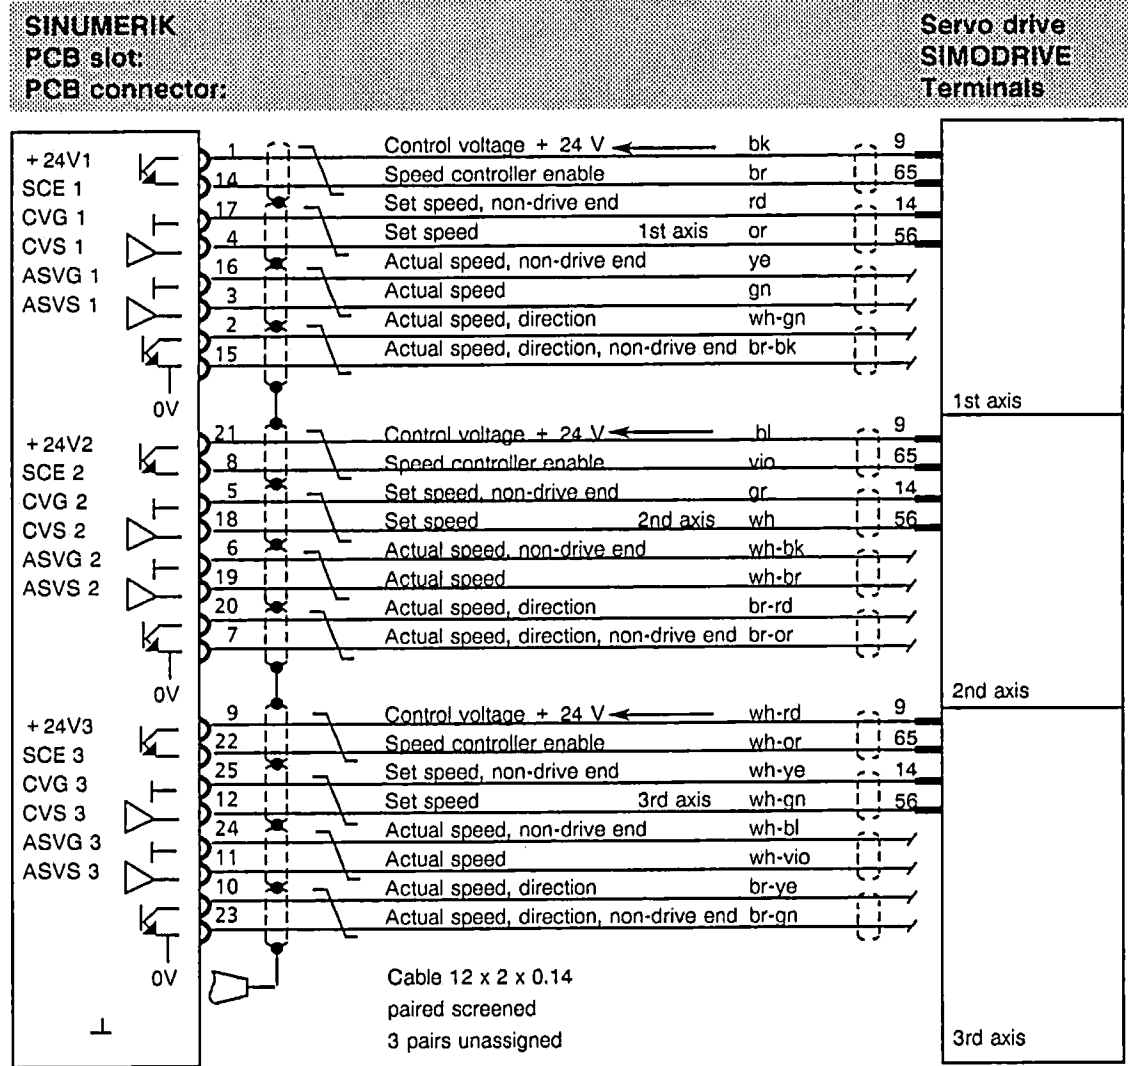 SINUMERIK
PCB slot:
PCB connector:
Servo drive
SIMODRIVE
Terminals
+24V1 1 Control voltage + 24 V bk 9
SCE 1 14 Speed controller enable br 65
CVG 1 17 Set speed, non-drive end rd 14
CVS 1 4 Set speed 1st axis or 56
ASVG 1 16 Actual speed, non-drive end ye
ASVS 1 3 Actual speed gn
2 Actual speed, direction wh-gn
15 Actual speed, direction, non-drive end br-bk
0V
1st axis
+24V2 21 Control voltage + 24 V bl 9
SCE 2 8 Speed controller enable vio 65
CVG 2 5 Set speed, non-drive end gr 14
CVS 2 18 Set speed 2nd axis wh 56
ASVG 2 6 Actual speed, non-drive end wh-bk
ASVS 2 19 Actual speed wh-br
20 Actual speed, direction br-rd
7 Actual speed, direction, non-drive end br-or
0V
2nd axis
+24V3 9 Control voltage + 24 V wh-rd 9
SCE 3 22 Speed controller enable wh-or 65
CVG 3 25 Set speed, non-drive end wh-ye 14
CVS 3 12 Set speed 3rd axis wh-gn 56
ASVG 3 24 Actual speed, non-drive end wh-bl
ASVS 3 11 Actual speed wh-vio
10 Actual speed, direction br-ye
23 Actual speed, direction, non-drive end br-gn
0V
Cable 12 x 2 x 0.14
paired screened
3 pairs unassigned
3rd axis